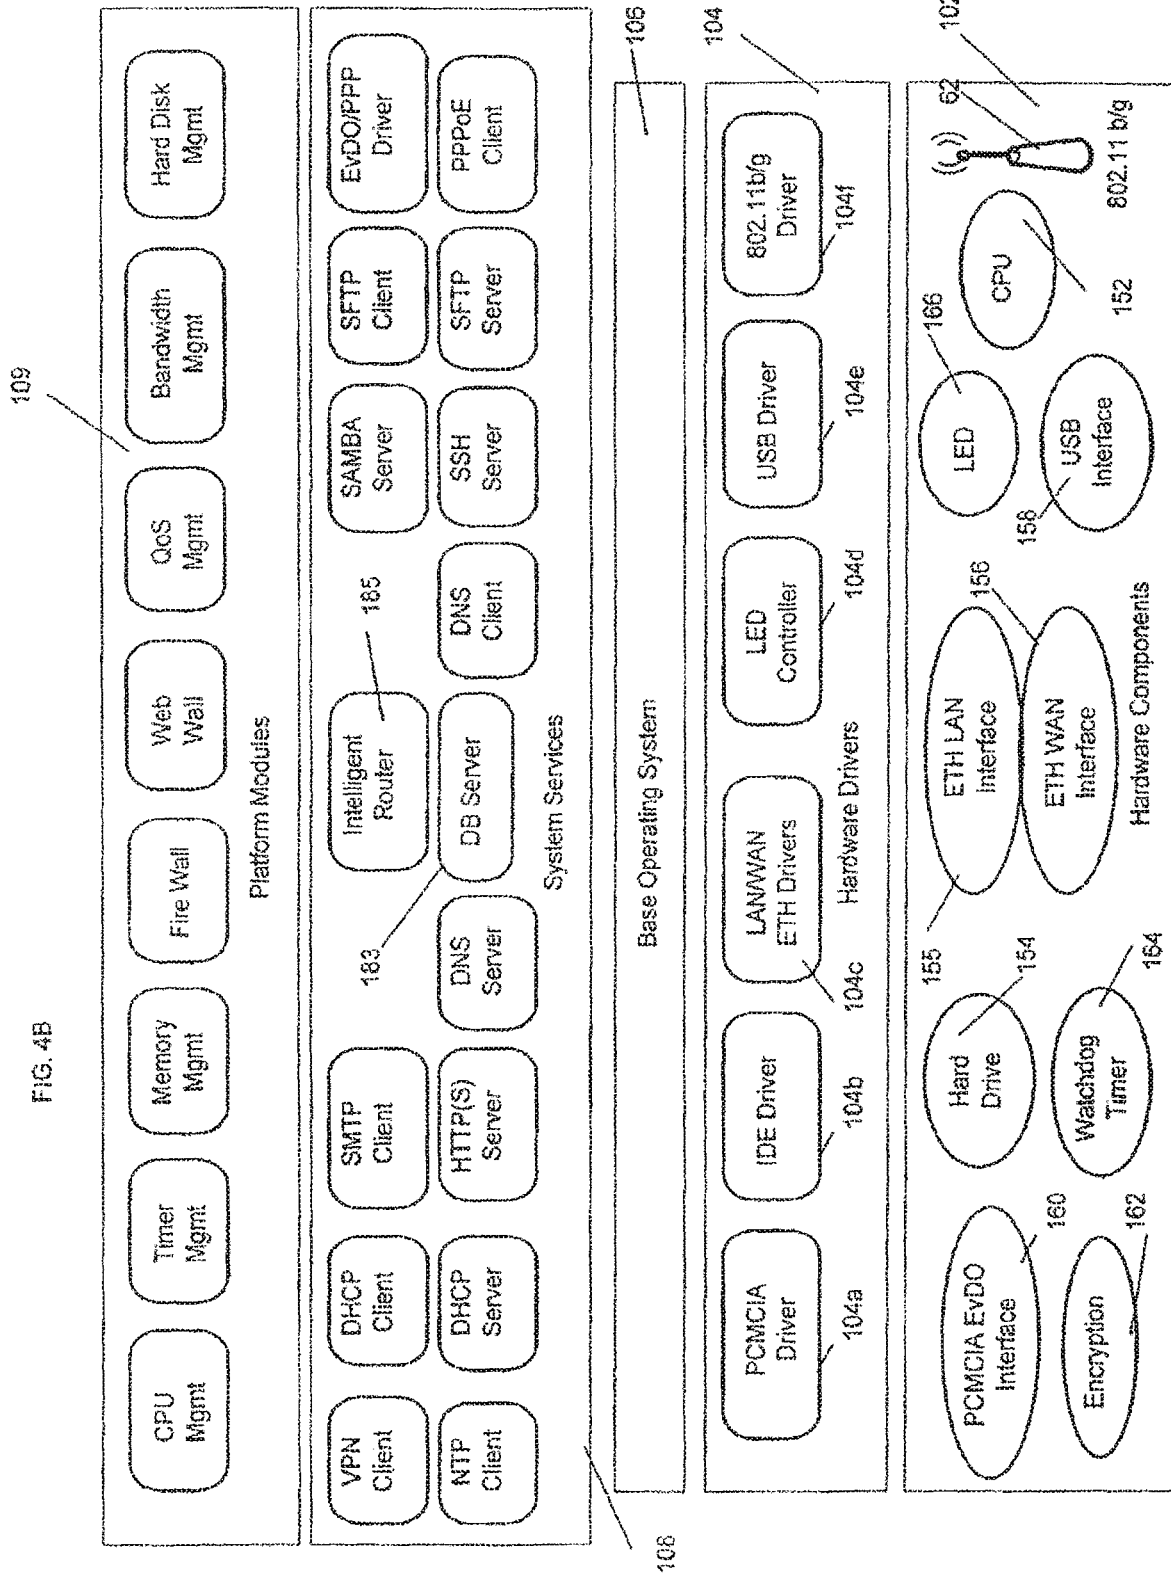 FIG. 4B
109
CPU
Mgmt
Timer
Mgmt
Memory
Mgmt
Fire Wall
Web
Wall
QoS
Mgmt
Bandwidth
Mgmt
Hard Disk
Mgmt
Platform Modules
VPN
Client
DHCP
Client
SMTP
Client
Intelligent
Router
185
SAMBA
Server
SFTP
Client
EvDO/PPP
Driver
183
NTP
Client
DHCP
Server
HTTP(S)
Server
DNS
Server
DB Server
DNS
Client
SSH
Server
SFTP
Server
PPPoE
Client
System Services
108
106
Base Operating System
104
PCMCIA
Driver
IDE Driver
LAN/WAN
ETH Drivers
LED
Controller
USB Driver
802.11b/g
Driver
104a
104b
104c
104d
104e
104f
Hardware Drivers
102
62
155
154
156
166
PCMCIA EvDO
Interface
160
Hard
Drive
ETH LAN
Interface
LED
CPU
152
158
Encryption
162
Watchdog
Timer
164
ETH WAN
Interface
USB
Interface
802.11 b/g
Hardware Components